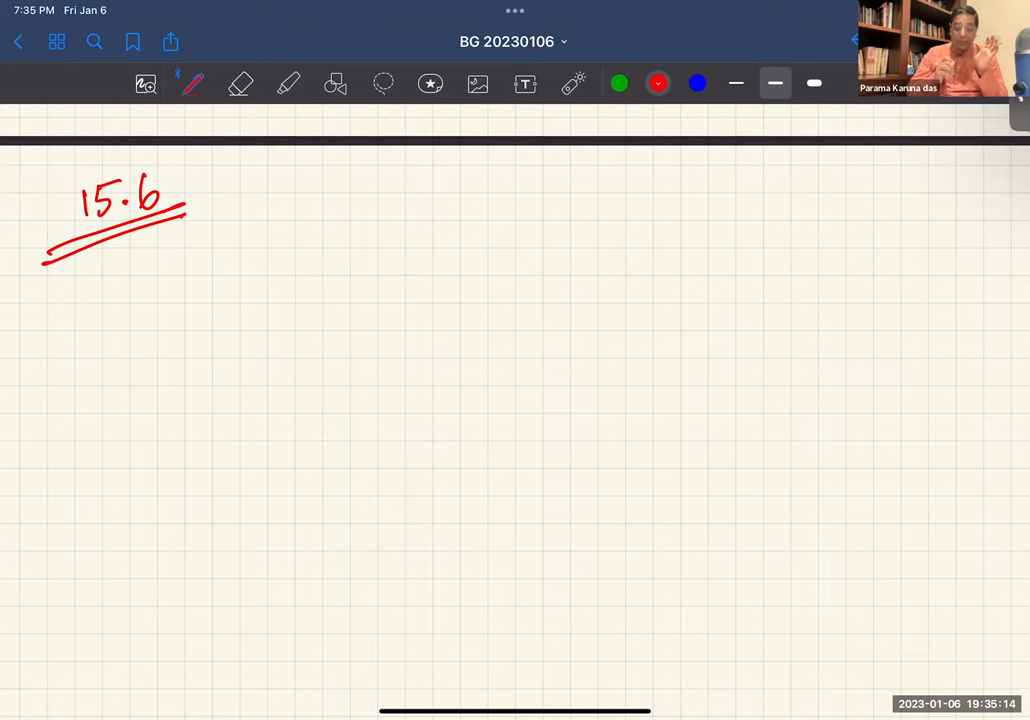 7:35 PM Fri Jan 6
BG 20230106
T
Parama Karuna das
15.6
2023-01-06 19:35:14